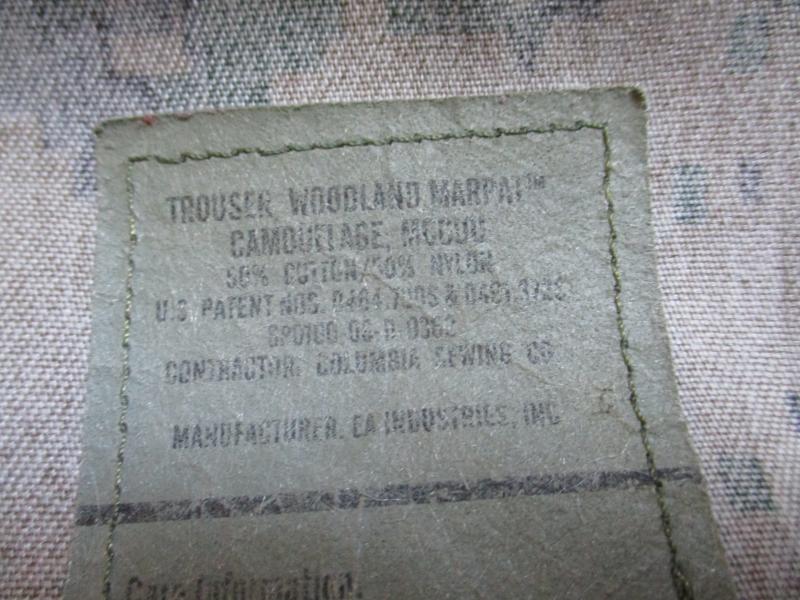 TROUSER, WOODLAND MARPAT™
CAMOUFLAGE, MCCUU
50% COTTON/50% NYLON
U.S. PATENT NOS. &
CONTRACTOR: COLUMBIA SEWING CO
MANUFACTURER. EA INDUSTRIES, INC
Care Information.